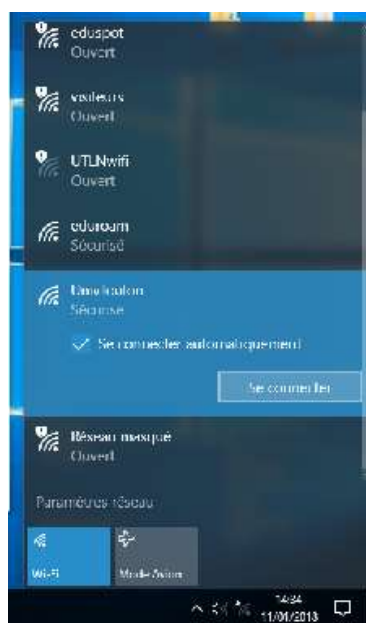 eduspot
Ouvert
visiteurs
Ouvert
UTLNwifi
Ouvert
eduroam
Sécurisé
Sécurisé
Se connecter automatiquement
Se connecter
Réseau masqué
Ouvert
Paramètres réseau
Wi-Fi
Mode Avion
14:34
11/01/2018